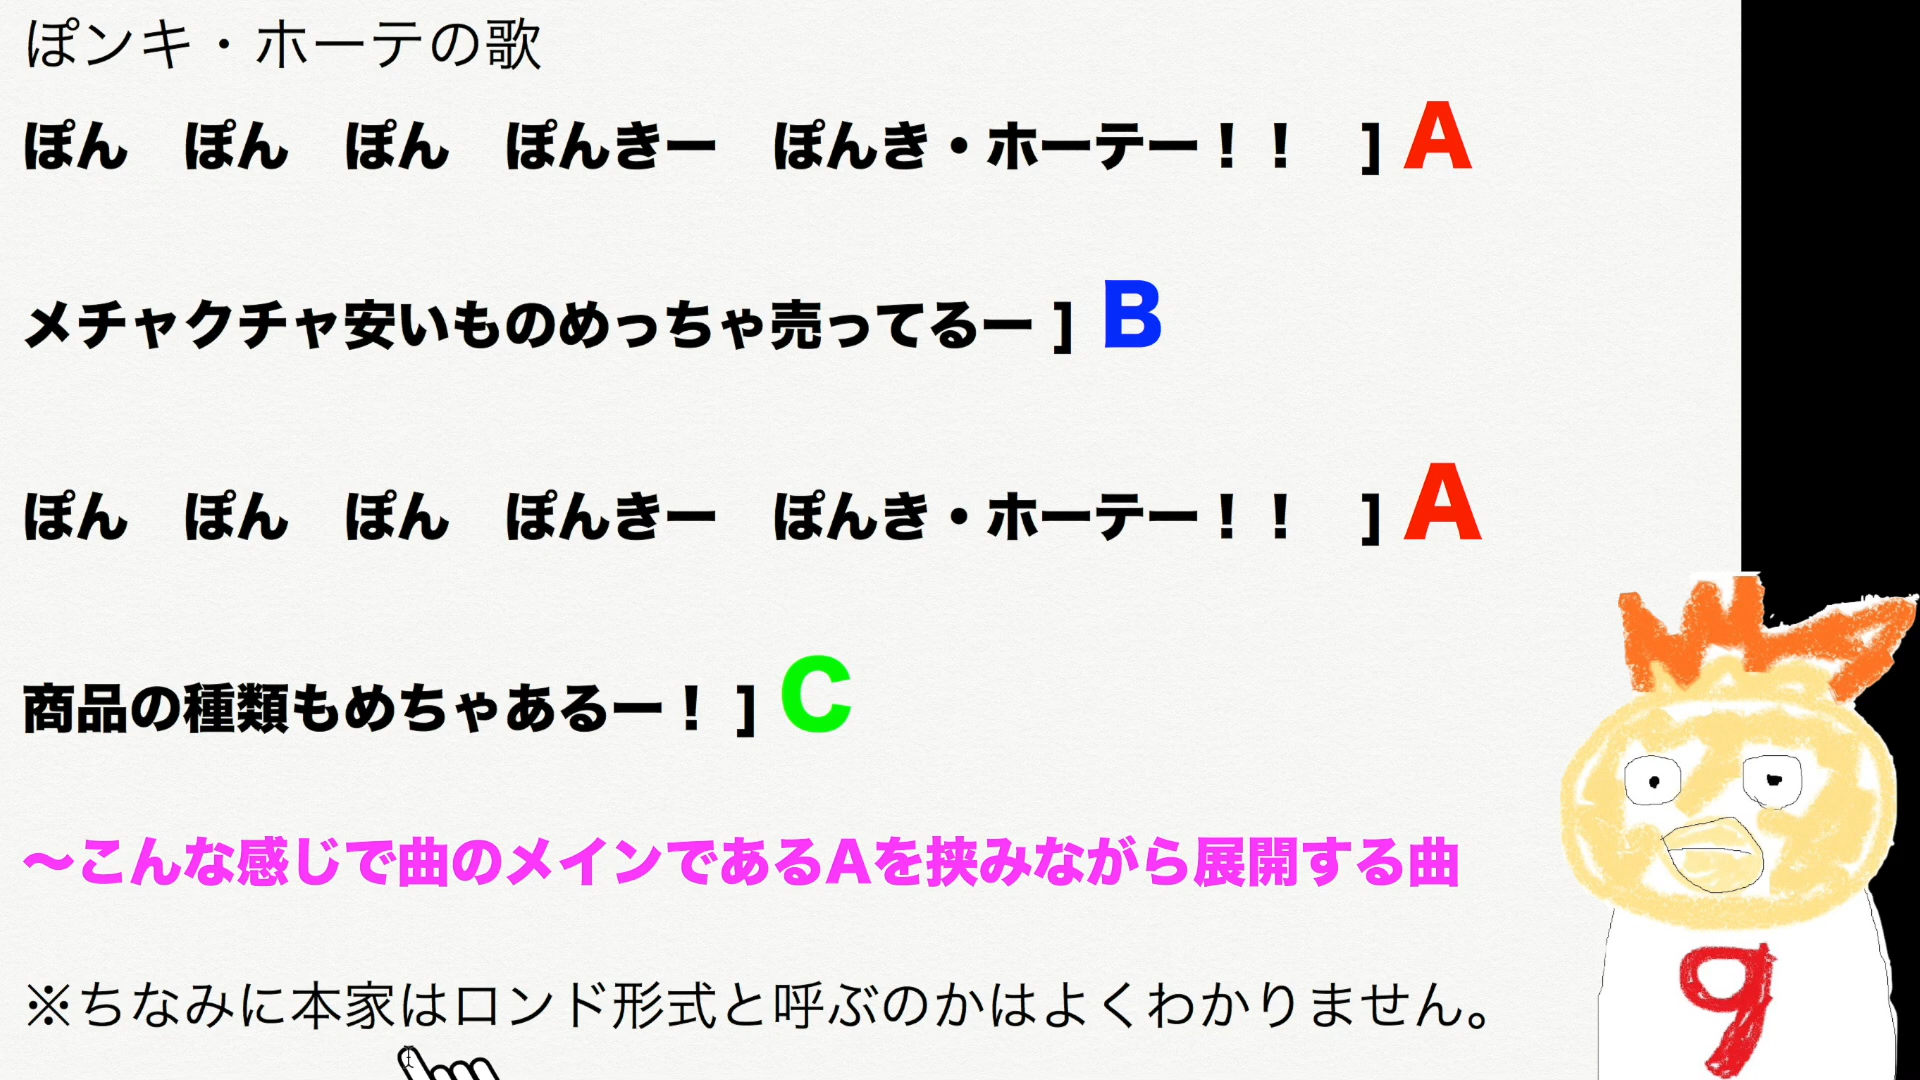 ぽンキ・ホーテの歌
ぽん　ぽん　ぽん　ぽんきー　ぽんき・ホーテー！！　] A
メチャクチャ安いものめっちゃ売ってるー ] B
ぽん　ぽん　ぽん　ぽんきー　ぽんき・ホーテー！！　] A
商品の種類もめちゃあるー！ ] C
〜こんな感じで曲のメインであるAを挟みながら展開する曲
※ちなみに本家はロンド形式と呼ぶのかはよくわかりません。
9